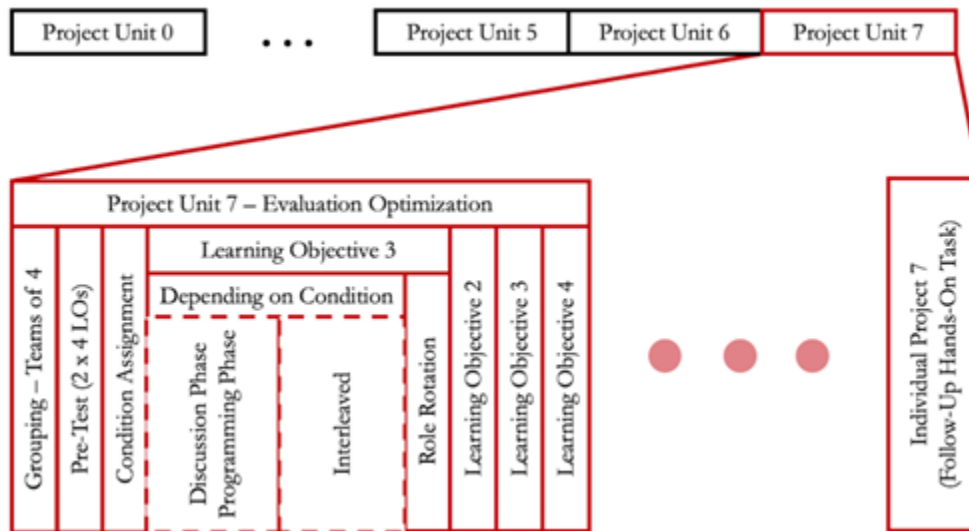 Project Unit 0
...
Project Unit 5
Project Unit 6
Project Unit 7
Project Unit 7 – Evaluation Optimization
Grouping – Teams of 4
Pre-Test (2 x 4 LOs)
Condition Assignment
Learning Objective 3
Depending on Condition
Discussion Phase
Programming Phase
Interleaved
Role Rotation
Learning Objective 2
Learning Objective 3
Learning Objective 4
Individual Project 7
(Follow-Up Hands-On Task)